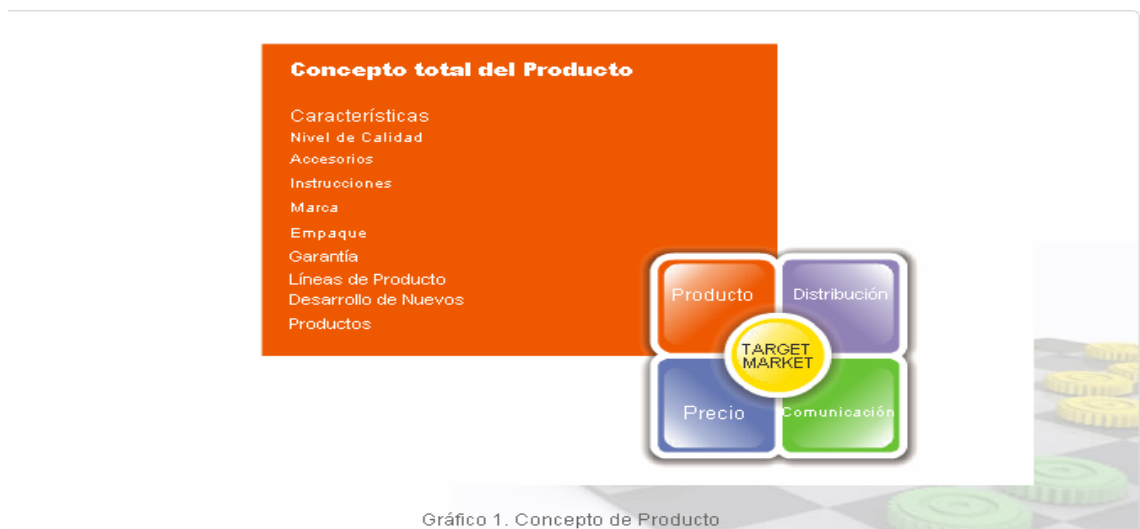 Concepto total del Producto
Características
Nivel de Calidad
Accesorios
Instrucciones
Marca
Empaque
Garantía
Líneas de Producto
Desarrollo de Nuevos
Productos
Producto
Distribución
TARGET
MARKET
Precio
Comunicación
Gráfico 1. Concepto de Producto